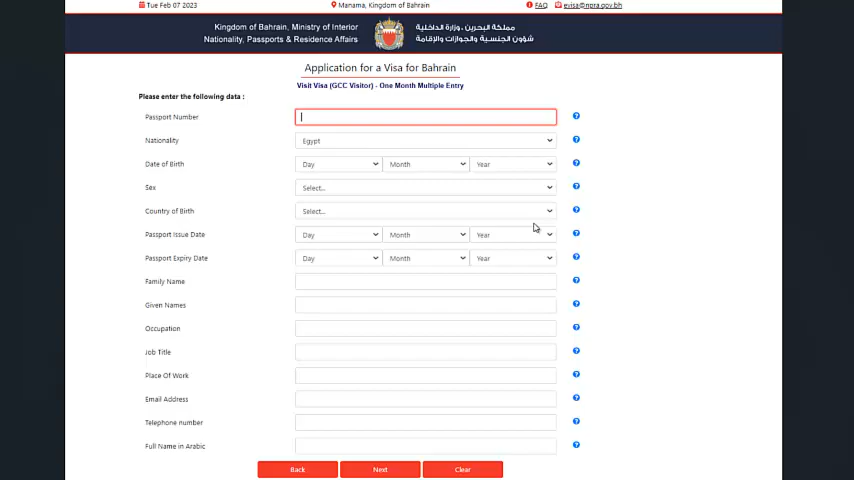 Tue Feb 07 2023 Manama, Kingdom of Bahrain FAQ evisa@npra.gov.bh
Kingdom of Bahrain, Ministry of Interior
Nationality, Passports & Residence Affairs
مملكة البحرين . وزارة الداخلية
شؤون الجنسية والجوازات والإقامة
Application for a Visa for Bahrain
Visit Visa (GCC Visitor) - One Month Multiple Entry
Please enter the following data :
Passport Number
Nationality Egypt
Date of Birth Day Month Year
Sex Select...
Country of Birth Select...
Passport Issue Date Day Month Year
Passport Expiry Date Day Month Year
Family Name
Given Names
Occupation
Job Title
Place Of Work
Email Address
Telephone number
Full Name in Arabic
Back Next Clear